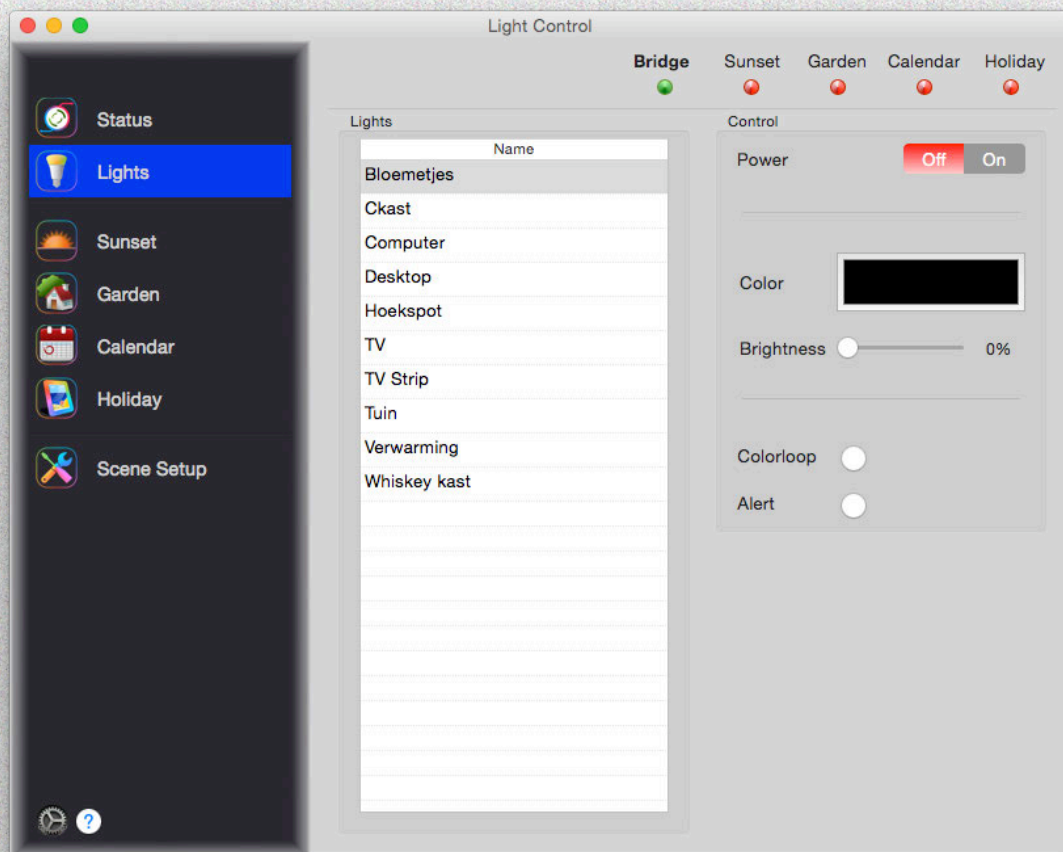 Light Control
Bridge Sunset Garden Calendar Holiday
Status
Lights
Sunset
Garden
Calendar
Holiday
Scene Setup
?
Lights
Name
Bloemetjes
Ckast
Computer
Desktop
Hoekspot
TV
TV Strip
Tuin
Verwarming
Whiskey kast
Control
Power Off On
Color
Brightness 0%
Colorloop
Alert